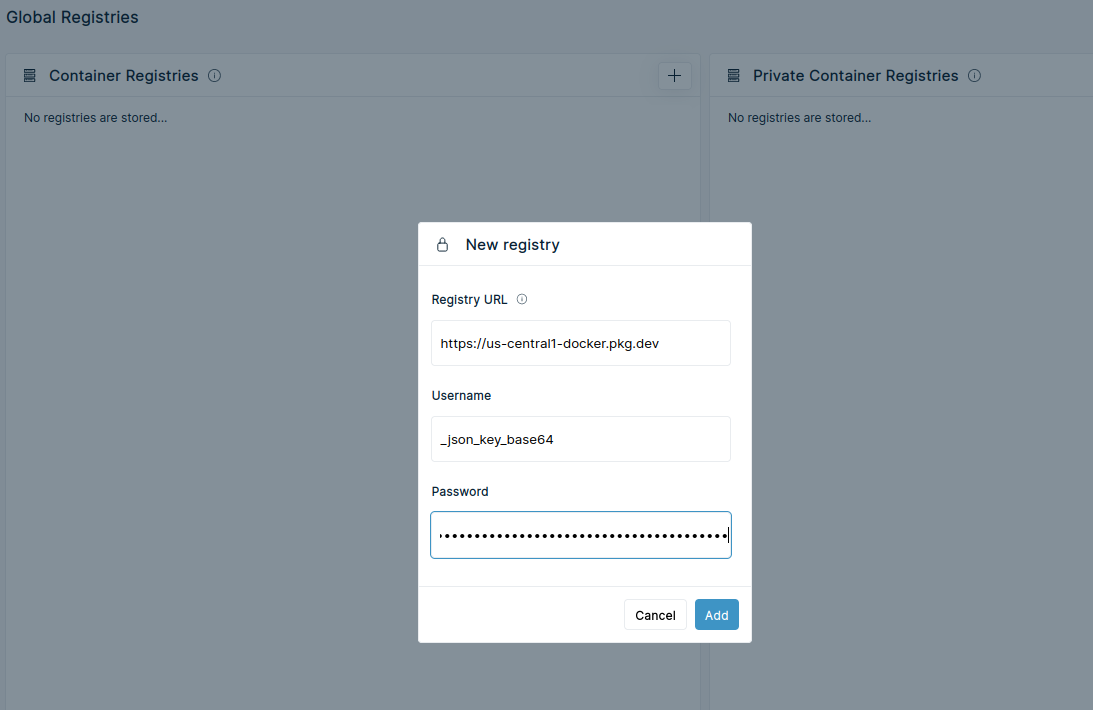 Global Registries
Container Registries
No registries are stored...
Private Container Registries
No registries are stored...
New registry
Registry URL
https://us-central1-docker.pkg.dev
Username
_json_key_base64
Password
Cancel
Add